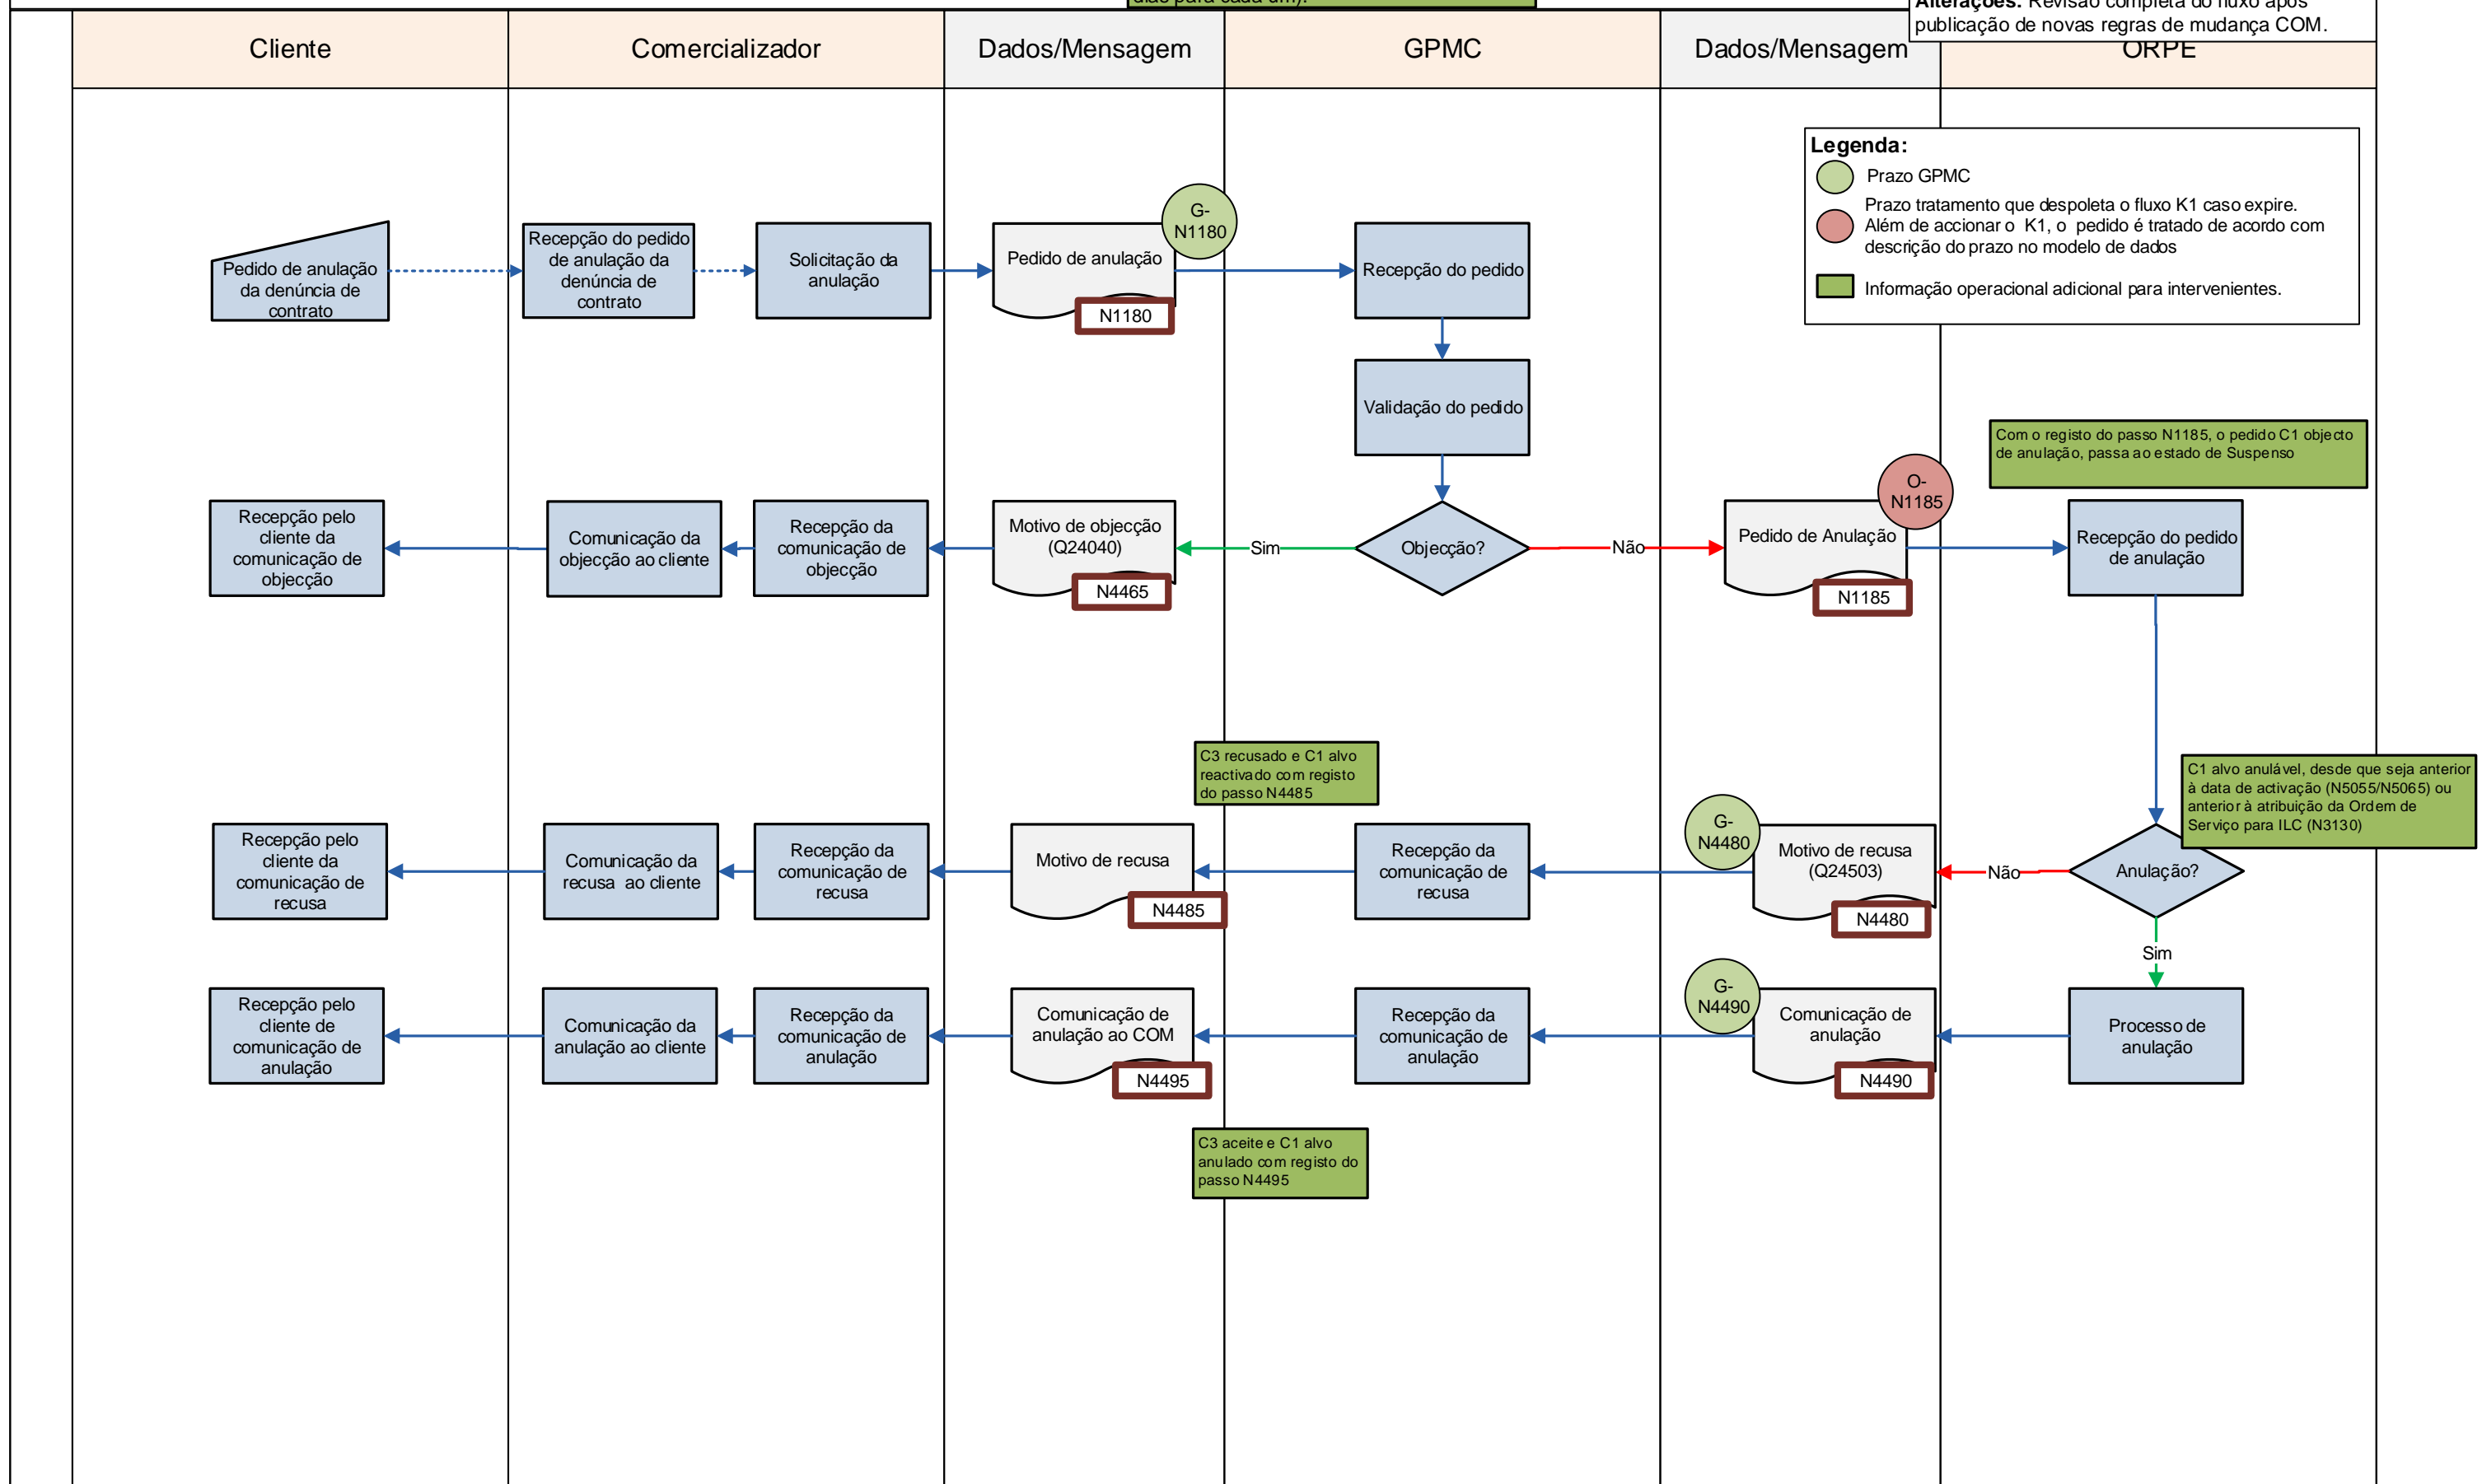 dias para cada um).
Alterações: Revisão completa do fluxo após
publicação de novas regras de mudança COM.
Cliente
Comercializador
Dados/Mensagem
GPMC
Dados/Mensagem
ORPE
Legenda:
Prazo GPMC
Prazo tratamento que despoleta o fluxo K1 caso expire.
Além de accionar o K1, o pedido é tratado de acordo com
descrição do prazo no modelo de dados
Informação operacional adicional para intervenientes.
Pedido de anulação
da denúncia de
contrato
Recepção do pedido
de anulação da
denúncia de
contrato
Solicitação da
anulação
Pedido de anulação
G-
N1180
N1180
Recepção do pedido
Validação do pedido
Com o registo do passo N1185, o pedido C1 objecto
de anulação, passa ao estado de Suspenso
Recepção pelo
cliente da
comunicação de
objecção
Comunicação da
objecção ao cliente
Recepção da
comunicação de
objecção
Motivo de objecção
(Q24040)
N4465
Sim
Objecção?
Não
Pedido de Anulação
O-
N1185
N1185
Recepção do pedido
de anulação
C3 recusado e C1 alvo
reactivado com registo
do passo N4485
C1 alvo anulável, desde que seja anterior
à data de activação (N5055/N5065) ou
anterior à atribuição da Ordem de
Serviço para ILC (N3130)
Recepção pelo
cliente da
comunicação de
recusa
Comunicação da
recusa ao cliente
Recepção da
comunicação de
recusa
Motivo de recusa
N4485
Recepção da
comunicação de
recusa
G-
N4480
Motivo de recusa
(Q24503)
N4480
Não
Anulação?
Sim
Recepção pelo
cliente de
comunicação de
anulação
Comunicação da
anulação ao cliente
Recepção da
comunicação de
anulação
Comunicação de
anulação ao COM
N4495
Recepção da
comunicação de
anulação
G-
N4490
Comunicação de
anulação
N4490
Processo de
anulação
C3 aceite e C1 alvo
anulado com registo do
passo N4495